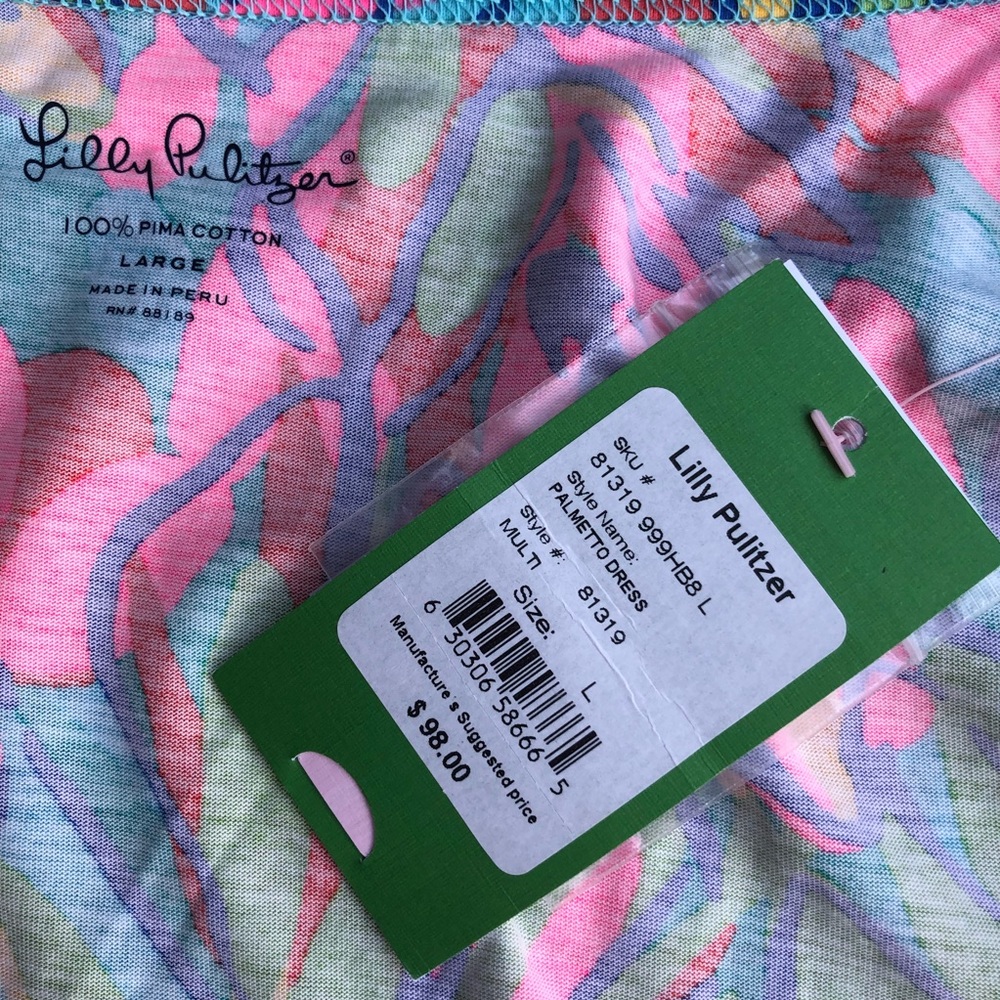 Lilly Pulitzer®
100% PIMA COTTON
LARGE
MADE IN PERU
RN# 88189
Lilly Pulitzer
SKU #
81319 999HB8 L
Style Name:
PALMETTO DRESS
Style #: 81319
MULTI
Size: L
6 30306 58666 5
Manufacture's Suggested price
$ 98.00